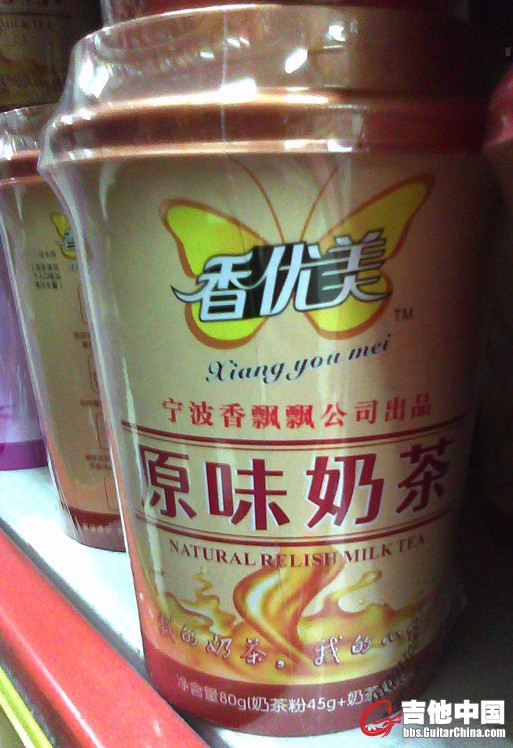 香优美
TM
Xiang you mei
宁波香飘飘公司出品
原味奶茶
NATURAL RELISH MILK TEA
我的奶茶。我的
净含量80g(奶茶粉45g+奶茶
吉他中国
bbs.GuitarChina.com